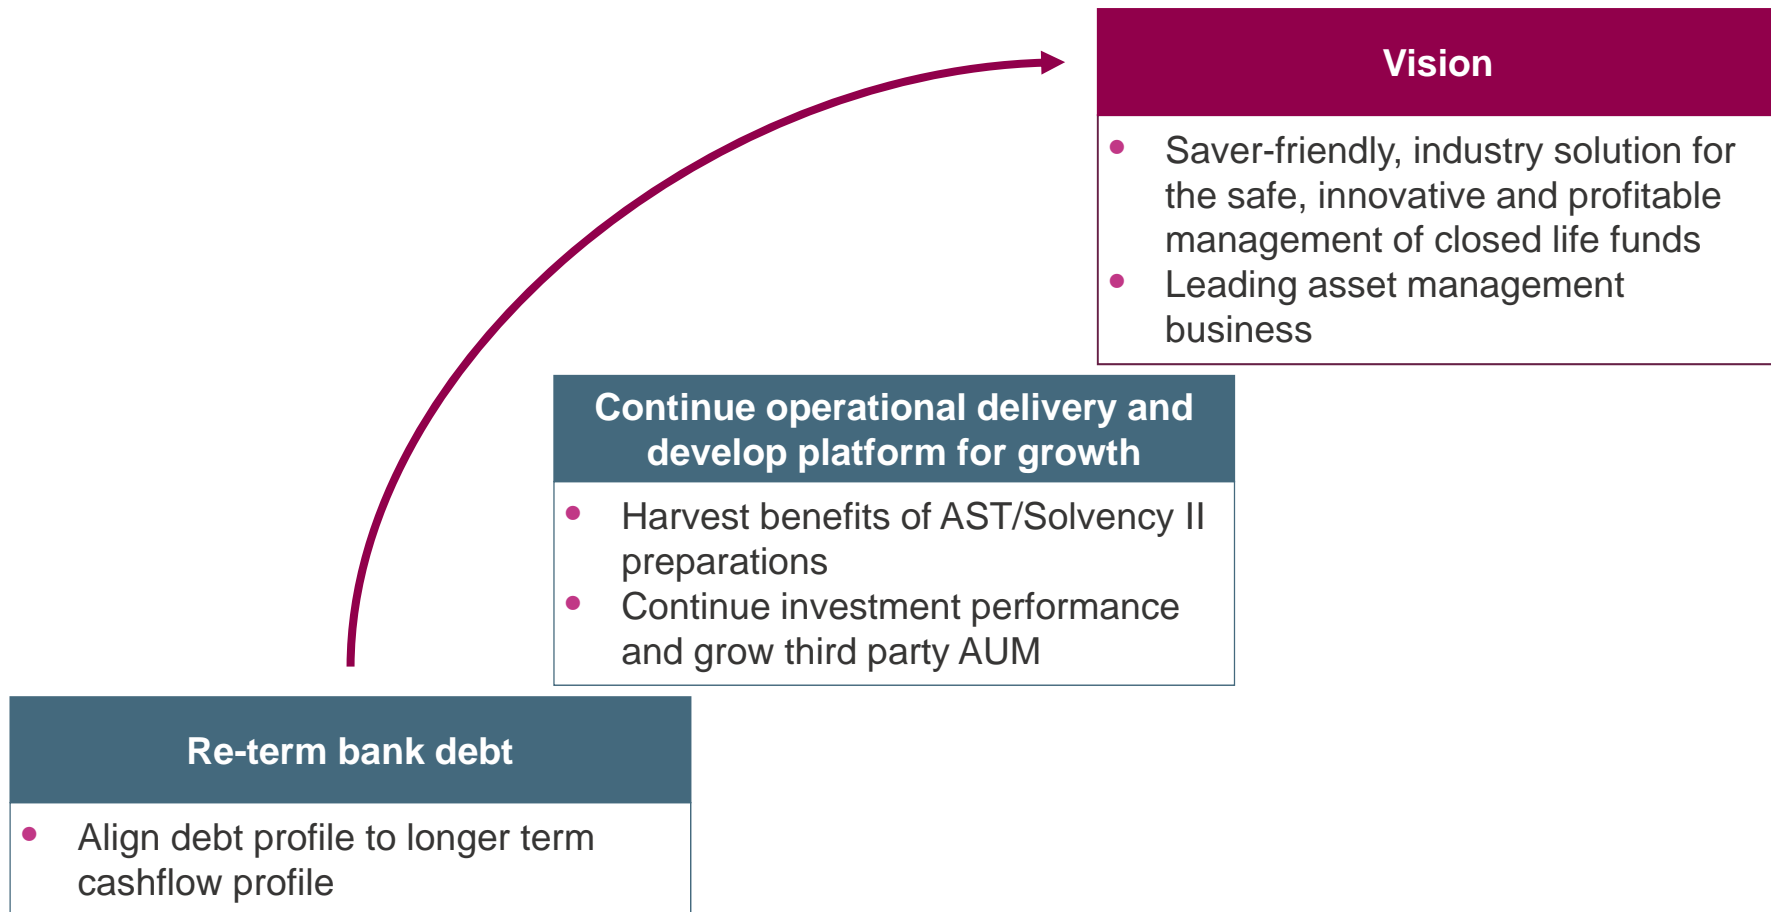 Vision
• Saver-friendly, industry solution for
the safe, innovative and profitable
management of closed life funds
• Leading asset management
business
Continue operational delivery and
develop platform for growth
• Harvest benefits of AST/Solvency II
preparations
• Continue investment performance
and grow third party AUM
Re-term bank debt
• Align debt profile to longer term
cashflow profile